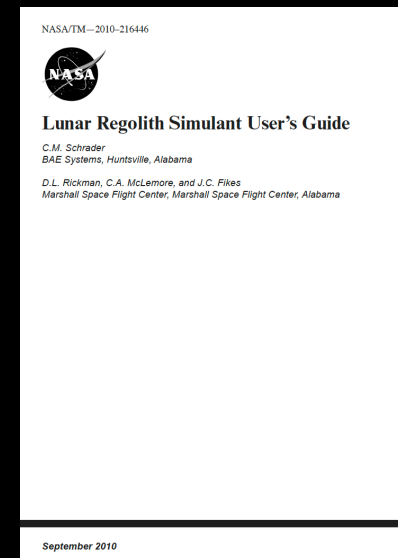 NASA/TM—2010–216446
NASA
Lunar Regolith Simulant User's Guide
C.M. Schrader
BAE Systems, Huntsville, Alabama
D.L. Rickman, C.A. McLemore, and J.C. Fikes
Marshall Space Flight Center, Marshall Space Flight Center, Alabama
September 2010